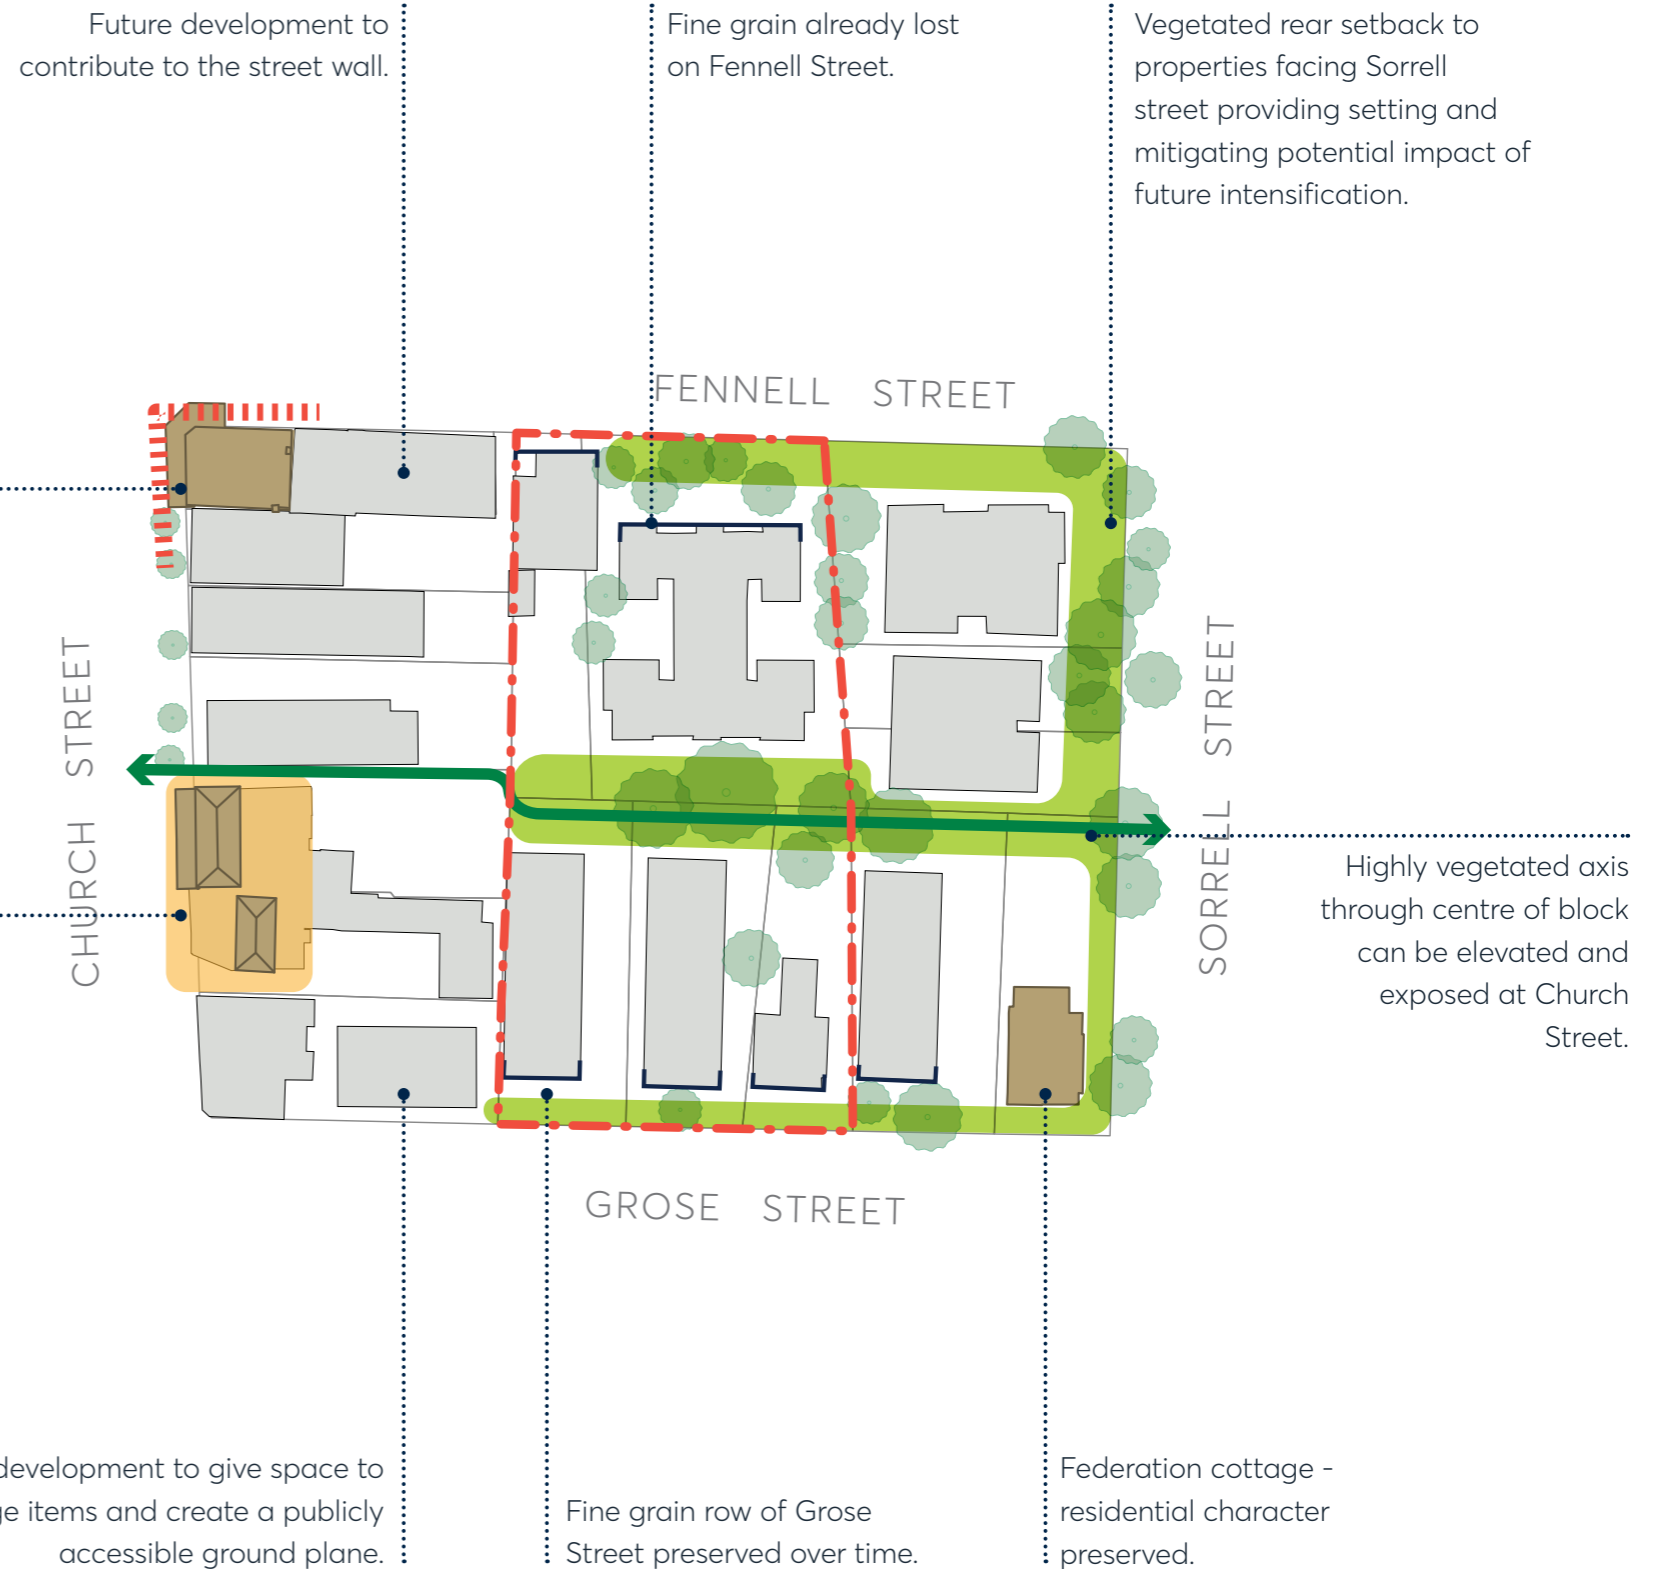 Future development to
contribute to the street wall.
Fine grain already lost
on Fennell Street.
Vegetated rear setback to
properties facing Sorrell
street providing setting and
mitigating potential impact of
future intensification.
FENNELL STREET
CHURCH STREET
SORRELL STREET
Highly vegetated axis
through centre of block
can be elevated and
exposed at Church
Street.
GROSE STREET
development to give space to
items and create a publicly
accessible ground plane.
Fine grain row of Grose
Street preserved over time.
Federation cottage -
residential character
preserved.